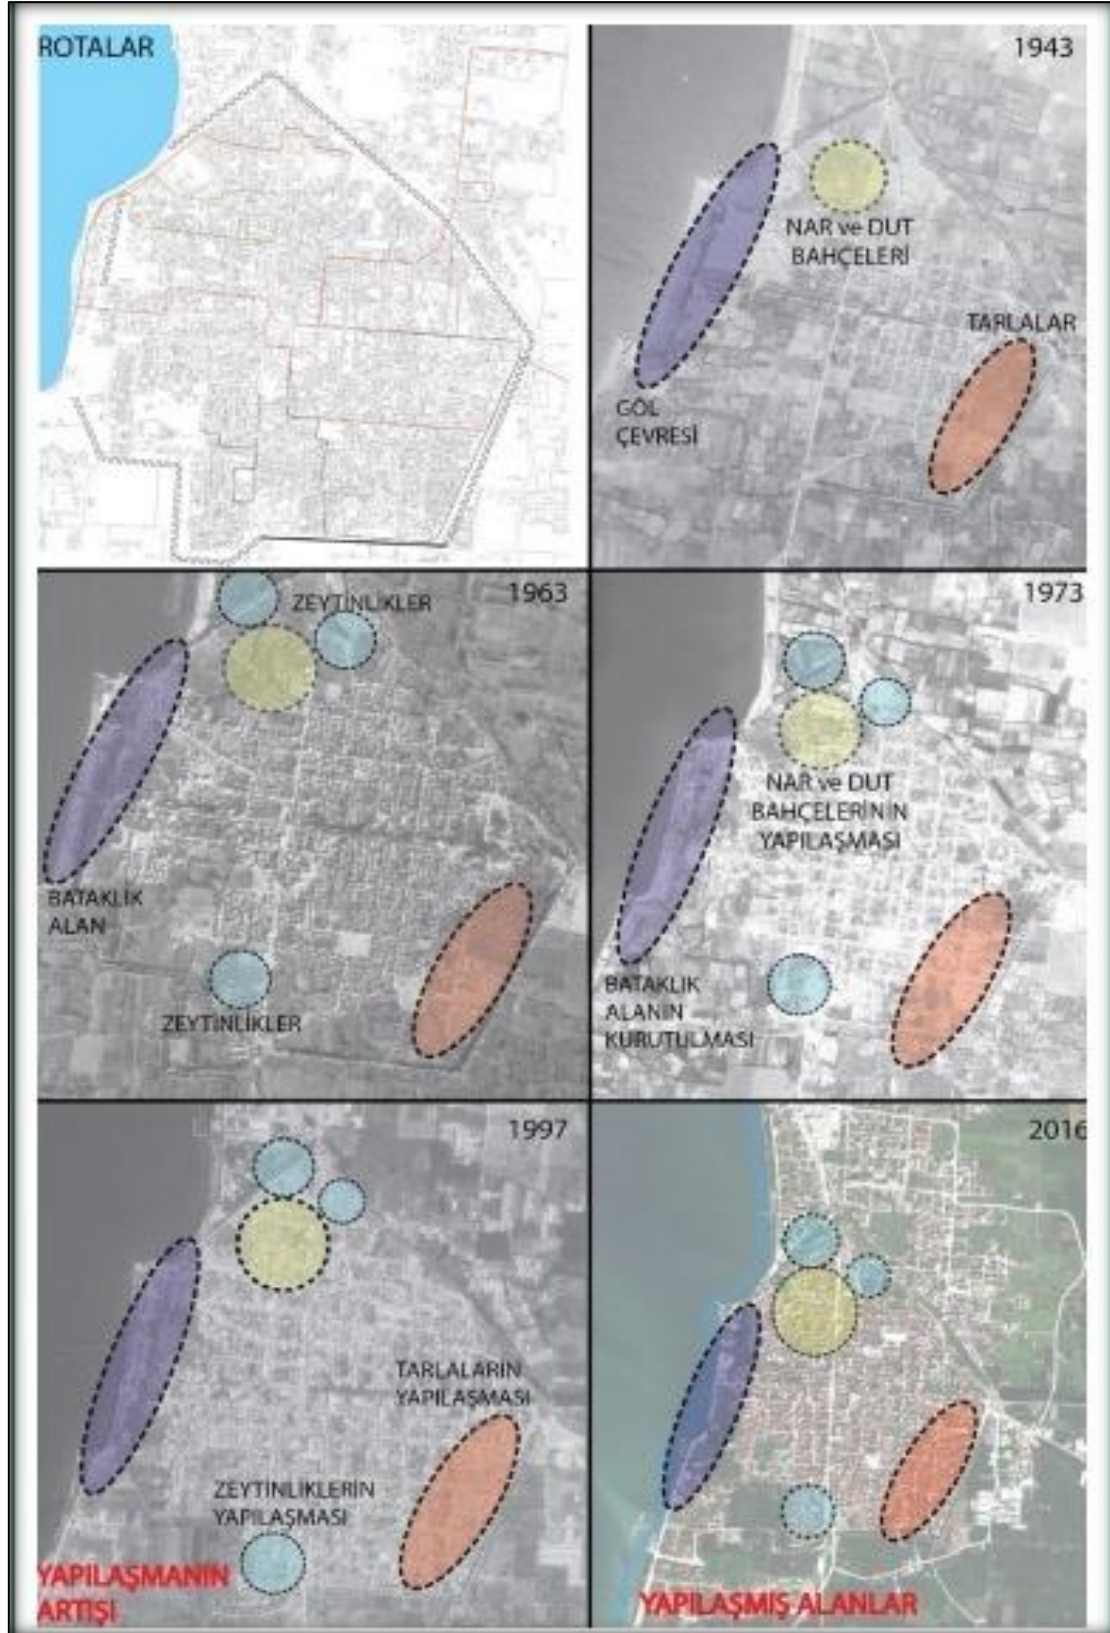 ROTALAR
1943
NAR ve DUT
BAHÇELERİ
TARLALAR
GÖL
ÇEVRESİ
1963
ZEYTİNLİKLER
BATAKLIK
ALAN
ZEYTİNLİKLER
1973
NAR ve DUT
BAHÇELERİNİN
YAPILAŞMASI
BATAKLIK
ALANIN
KURUTULMASI
1997
TARLALARIN
YAPILAŞMASI
ZEYTİNLİKLERİN
YAPILAŞMASI
YAPILAŞMANIN
ARTIŞI
2016
YAPILAŞMIŞ ALANLAR